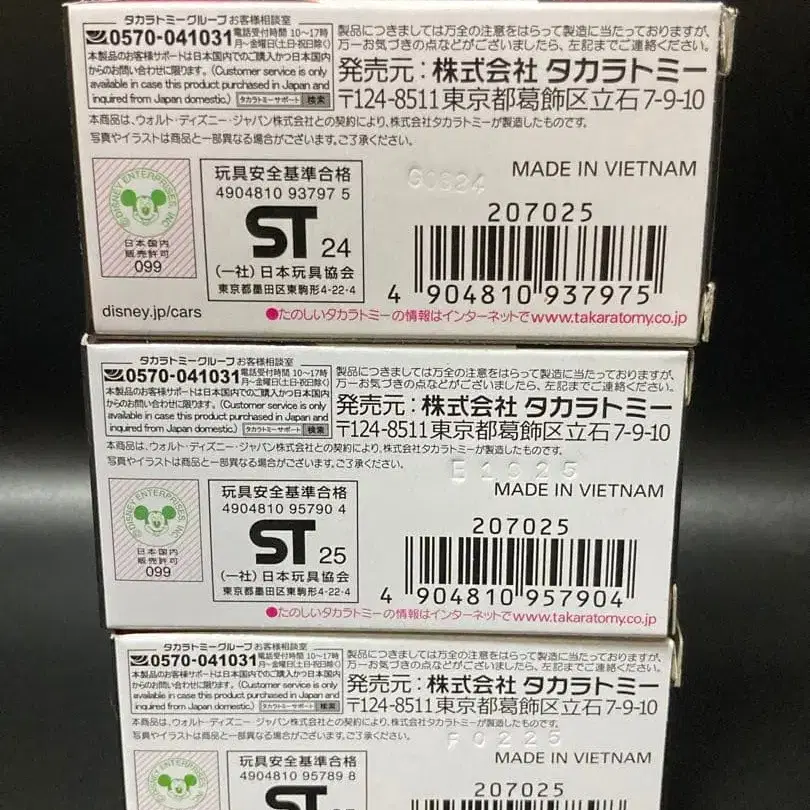 タカラトミーグループ お客様相談室
0570-041031 電話受付時間 10～17時
月～金曜日(土・日・祝日除く)
本製品のお客様サポートは日本国内でのご購入かつ日本国内
からのお問い合わせに限ります。(Customer service is only
available in case this product purchased in Japan and
inquired from Japan domestic.) タカラトミーサポート 検索
製品につきましては万全の注意をはらって製造に当たっておりますが、
万一お気づきの点などがございましたら、左記までご連絡ください。
発売元：株式会社 タカラトミー
〒124-8511 東京都葛飾区立石7-9-10
本商品は、ウォルト・ディズニー・ジャパン株式会社との契約により、株式会社タカラトミーが製造したものです。
写真やイラストは商品と一部異なる場合がございます。ご了承ください。
G0824
MADE IN VIETNAM
©DISNEY ENTERPRISES, INC.
日本国内
販売許可
099
玩具安全基準合格
4904810 93797 5
ST 24
(一社)日本玩具協会
東京都墨田区東駒形4-22-4
207025
4 904810 937975
disney.jp/cars
●たのしいタカラトミーの情報はインターネットで www.takaratomy.co.jp
タカラトミーグループ お客様相談室
0570-041031 電話受付時間 10～17時
月～金曜日(土・日・祝日除く)
本製品のお客様サポートは日本国内でのご購入かつ日本国内
からのお問い合わせに限ります。(Customer service is only
available in case this product purchased in Japan and
inquired from Japan domestic.) タカラトミーサポート 検索
製品につきましては万全の注意をはらって製造に当たっておりますが、
万一お気づきの点などがございましたら、左記までご連絡ください。
発売元：株式会社 タカラトミー
〒124-8511 東京都葛飾区立石7-9-10
本商品は、ウォルト・ディズニー・ジャパン株式会社との契約により、株式会社タカラトミーが製造したものです。
写真やイラストは商品と一部異なる場合がございます。ご了承ください。
E1025
MADE IN VIETNAM
©DISNEY ENTERPRISES, INC.
日本国内
販売許可
099
玩具安全基準合格
4904810 95790 4
ST 25
(一社)日本玩具協会
東京都墨田区東駒形4-22-4
207025
4 904810 957904
●たのしいタカラトミーの情報はインターネットで www.takaratomy.co.jp
タカラトミーグループ お客様相談室
0570-041031 電話受付時間 10～17時
月～金曜日(土・日・祝日除く)
本製品のお客様サポートは日本国内でのご購入かつ日本国内
からのお問い合わせに限ります。(Customer service is only
available in case this product purchased in Japan and
inquired from Japan domestic.) タカラトミーサポート 検索
製品につきましては万全の注意をはらって製造に当たっておりますが、
万一お気づきの点などがございましたら、左記までご連絡ください。
発売元：株式会社 タカラトミー
〒124-8511 東京都葛飾区立石7-9-10
本商品は、ウォルト・ディズニー・ジャパン株式会社との契約により、株式会社タカラトミーが製造したものです。
写真やイラストは商品と一部異なる場合がございます。ご了承ください。
F0225
MADE IN VIETNAM
玩具安全基準合格
4904810 95789 8
ST
207025